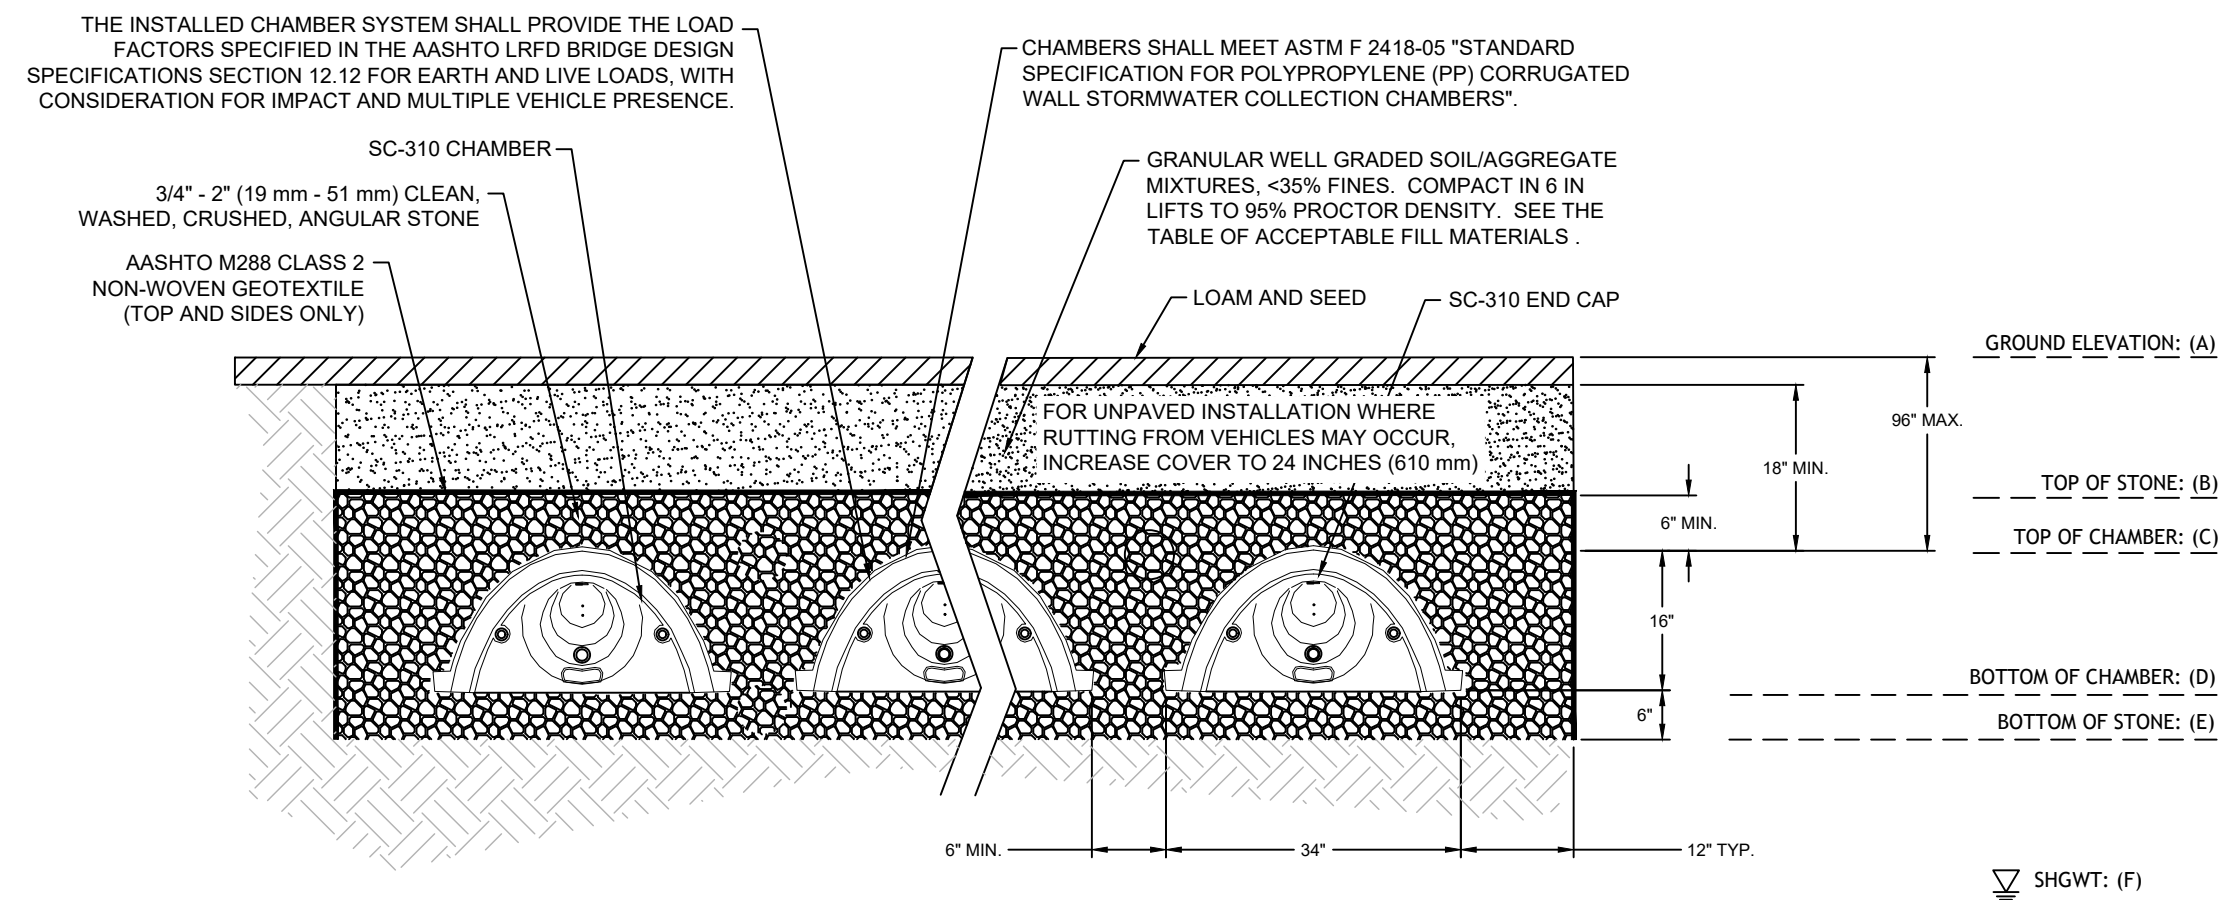 THE INSTALLED CHAMBER SYSTEM SHALL PROVIDE THE LOAD
FACTORS SPECIFIED IN THE AASHTO LRFD BRIDGE DESIGN
SPECIFICATIONS SECTION 12.12 FOR EARTH AND LIVE LOADS, WITH
CONSIDERATION FOR IMPACT AND MULTIPLE VEHICLE PRESENCE.
CHAMBERS SHALL MEET ASTM F 2418-05 "STANDARD
SPECIFICATION FOR POLYPROPYLENE (PP) CORRUGATED
WALL STORMWATER COLLECTION CHAMBERS".
SC-310 CHAMBER
3/4" - 2" (19 mm - 51 mm) CLEAN,
WASHED, CRUSHED, ANGULAR STONE
AASHTO M288 CLASS 2
NON-WOVEN GEOTEXTILE
(TOP AND SIDES ONLY)
GRANULAR WELL GRADED SOIL/AGGREGATE
MIXTURES, <35% FINES. COMPACT IN 6 IN
LIFTS TO 95% PROCTOR DENSITY. SEE THE
TABLE OF ACCEPTABLE FILL MATERIALS .
LOAM AND SEED
SC-310 END CAP
FOR UNPAVED INSTALLATION WHERE
RUTTING FROM VEHICLES MAY OCCUR,
INCREASE COVER TO 24 INCHES (610 mm)
GROUND ELEVATION: (A)
96" MAX.
18" MIN.
TOP OF STONE: (B)
6" MIN.
TOP OF CHAMBER: (C)
16"
BOTTOM OF CHAMBER: (D)
6"
BOTTOM OF STONE: (E)
6" MIN.
34"
12" TYP.
SHGWT: (F)